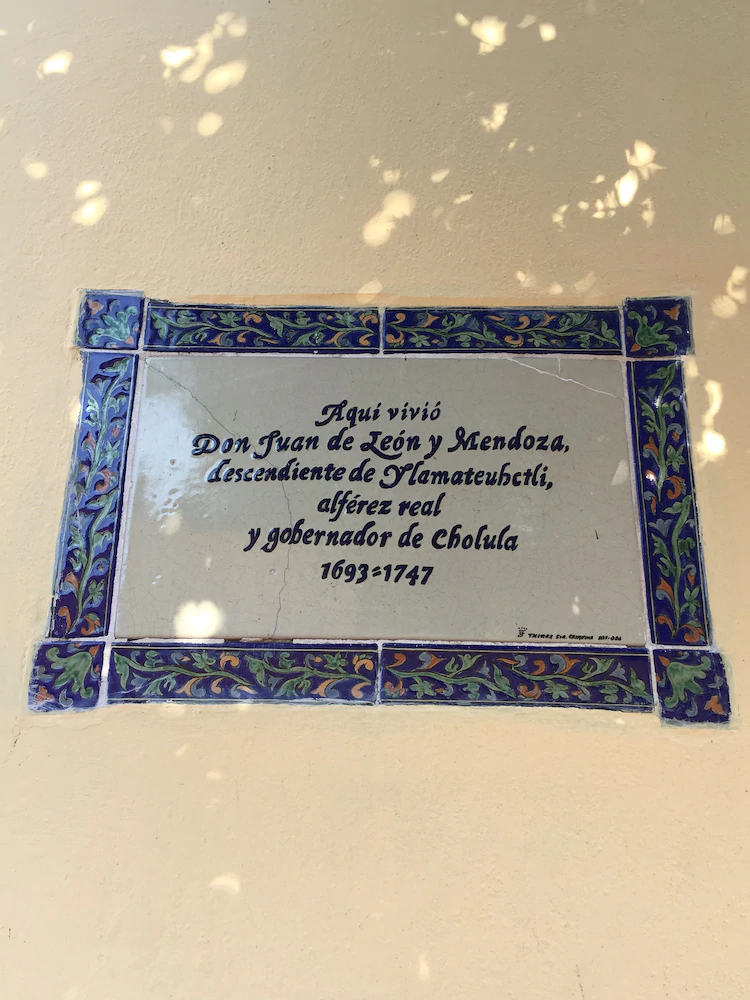 Aquí vivió
Don Juan de León y Mendoza,
descendiente de Ylamateuhctli,
alférez real
y gobernador de Cholula
1693=1747